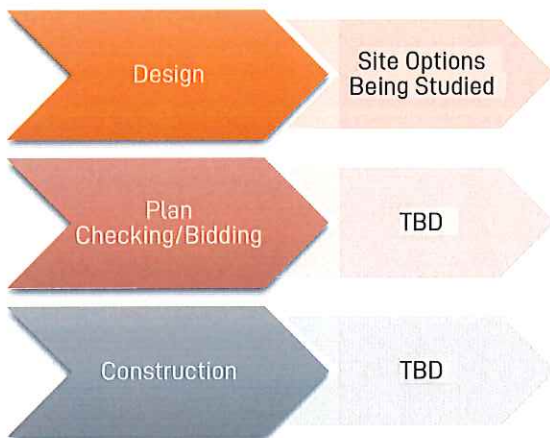 Design
Site Options
Being Studied
Plan
Checking/Bidding
TBD
Construction
TBD